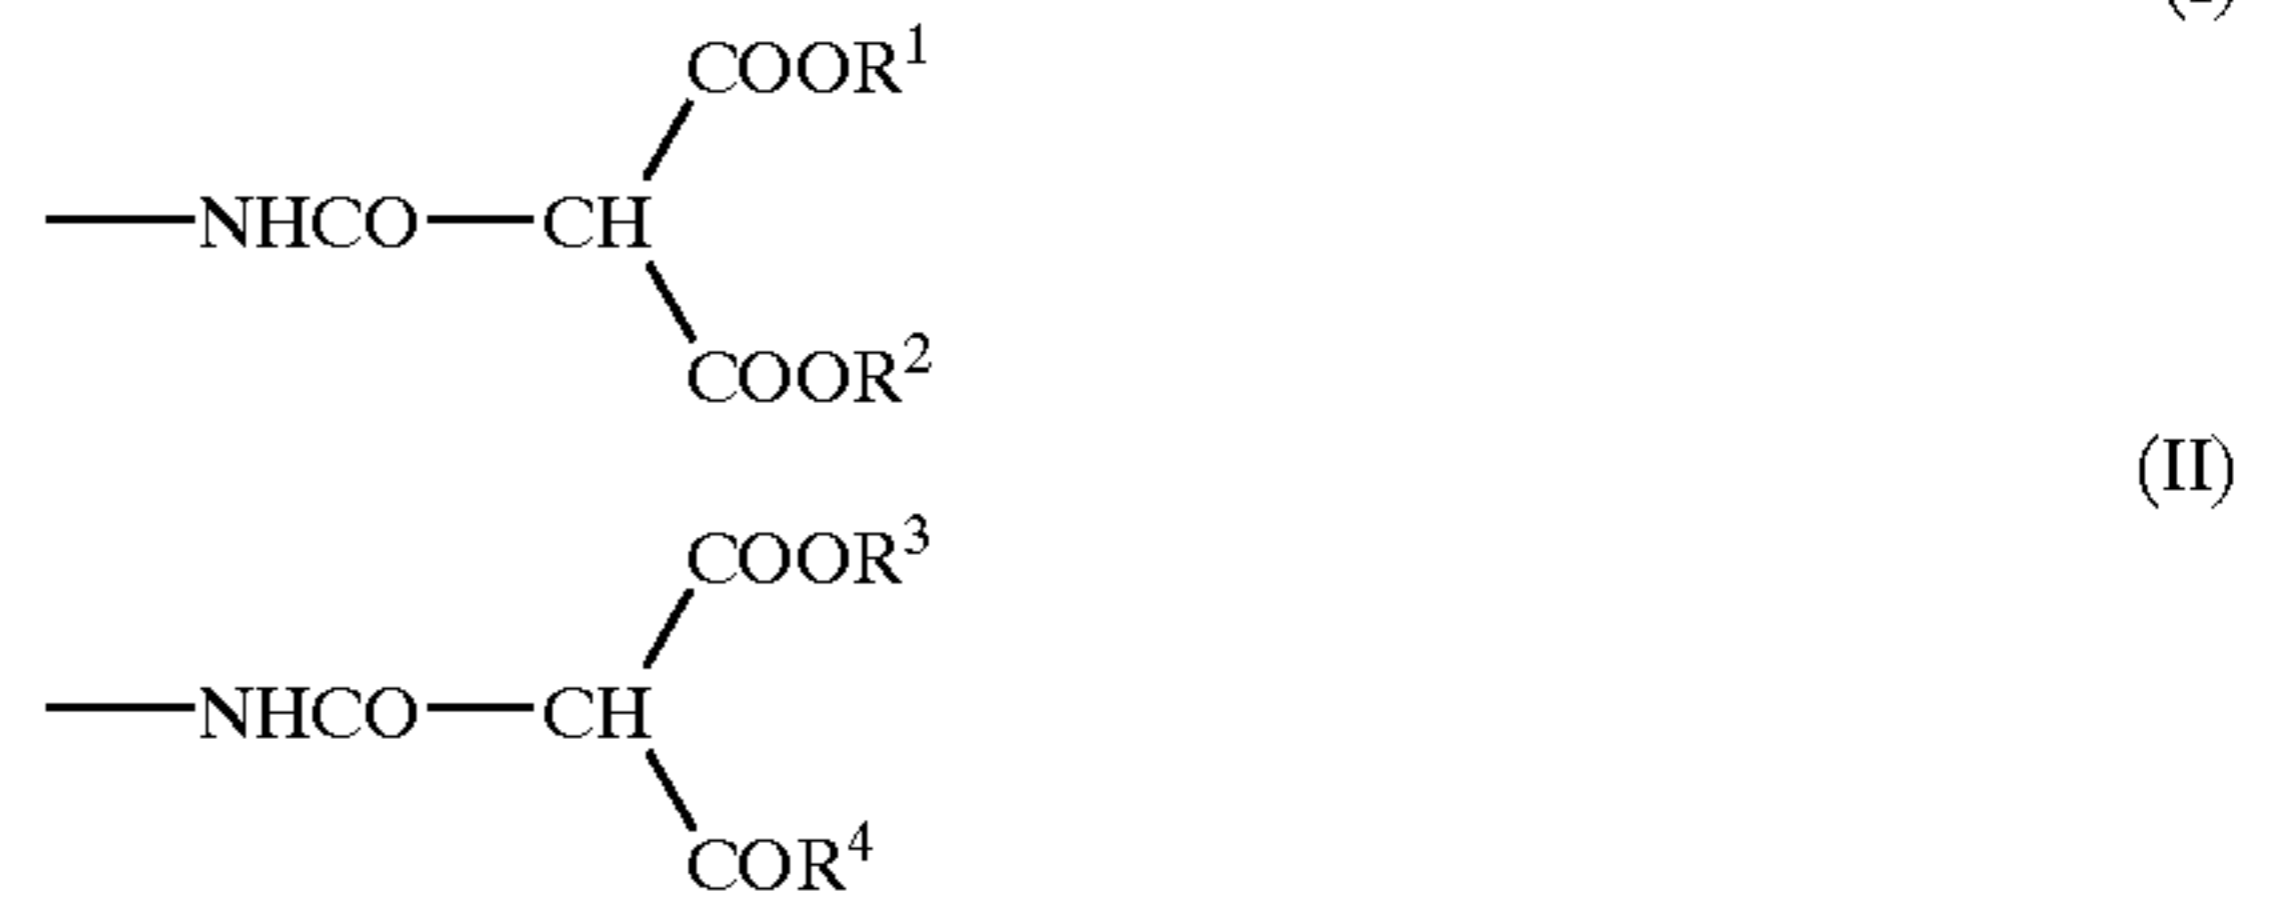 COOR¹
NHCO—CH
COOR²
(II)
COOR³
NHCO—CH
COR⁴